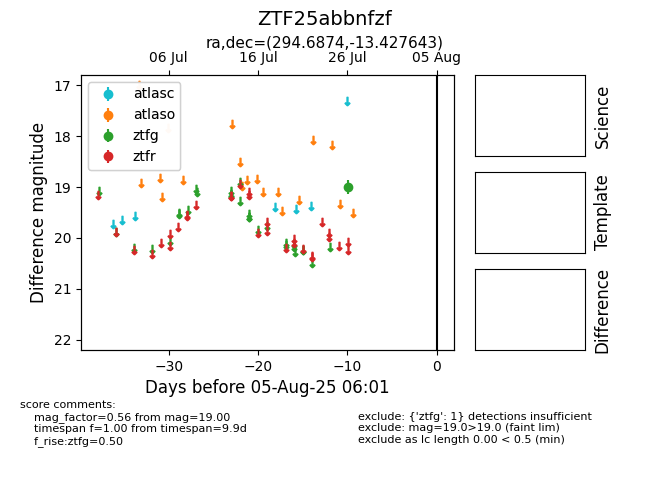 ZTF25abbnfzf
ra,dec=(294.6874,-13.427643)
06 Jul 16 Jul 26 Jul 05 Aug
17
18
19
20
21
22
Difference magnitude
atlasc
atlaso
ztfg
ztfr
−30 −20 −10 0
Days before 05-Aug-25 06:01
Science
Template
Difference
score comments:
mag_factor=0.56 from mag=19.00
timespan f=1.00 from timespan=9.9d
f_rise:ztfg=0.50
exclude: {'ztfg': 1} detections insufficient
exclude: mag=19.0>19.0 (faint lim)
exclude as lc length 0.00 < 0.5 (min)